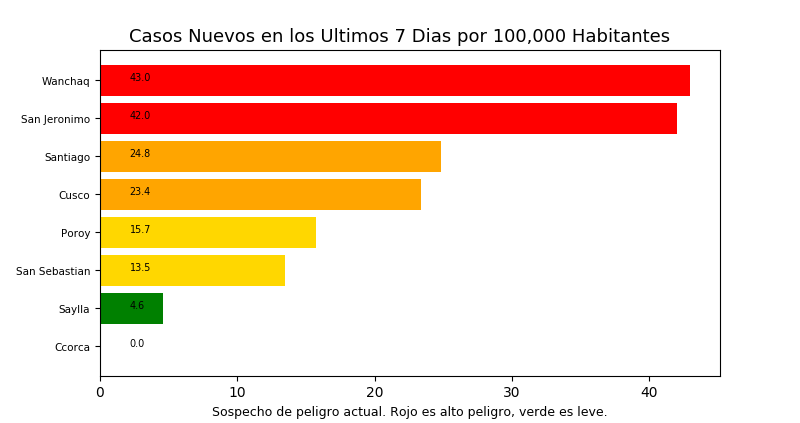 Casos Nuevos en los Ultimos 7 Dias por 100,000 Habitantes
Wanchaq 43.0
San Jeronimo 42.0
Santiago 24.8
Cusco 23.4
Poroy 15.7
San Sebastian 13.5
Saylla 4.6
Ccorca 0.0
0 10 20 30 40
Sospecho de peligro actual. Rojo es alto peligro, verde es leve.